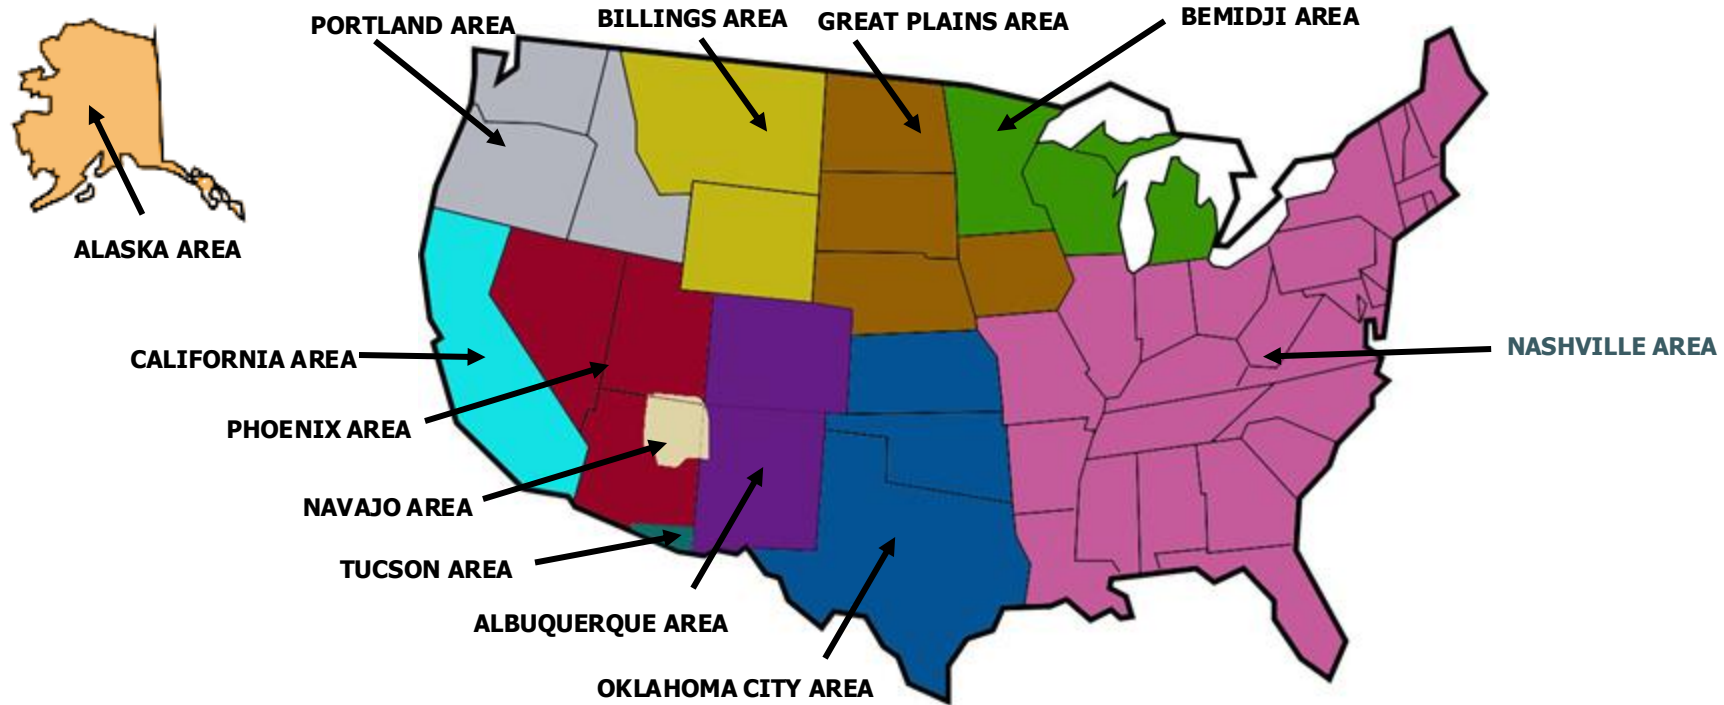 PORTLAND AREA
BILLINGS AREA
GREAT PLAINS AREA
BEMIDJI AREA
ALASKA AREA
CALIFORNIA AREA
NASHVILLE AREA
PHOENIX AREA
NAVAJO AREA
TUCSON AREA
ALBUQUERQUE AREA
OKLAHOMA CITY AREA